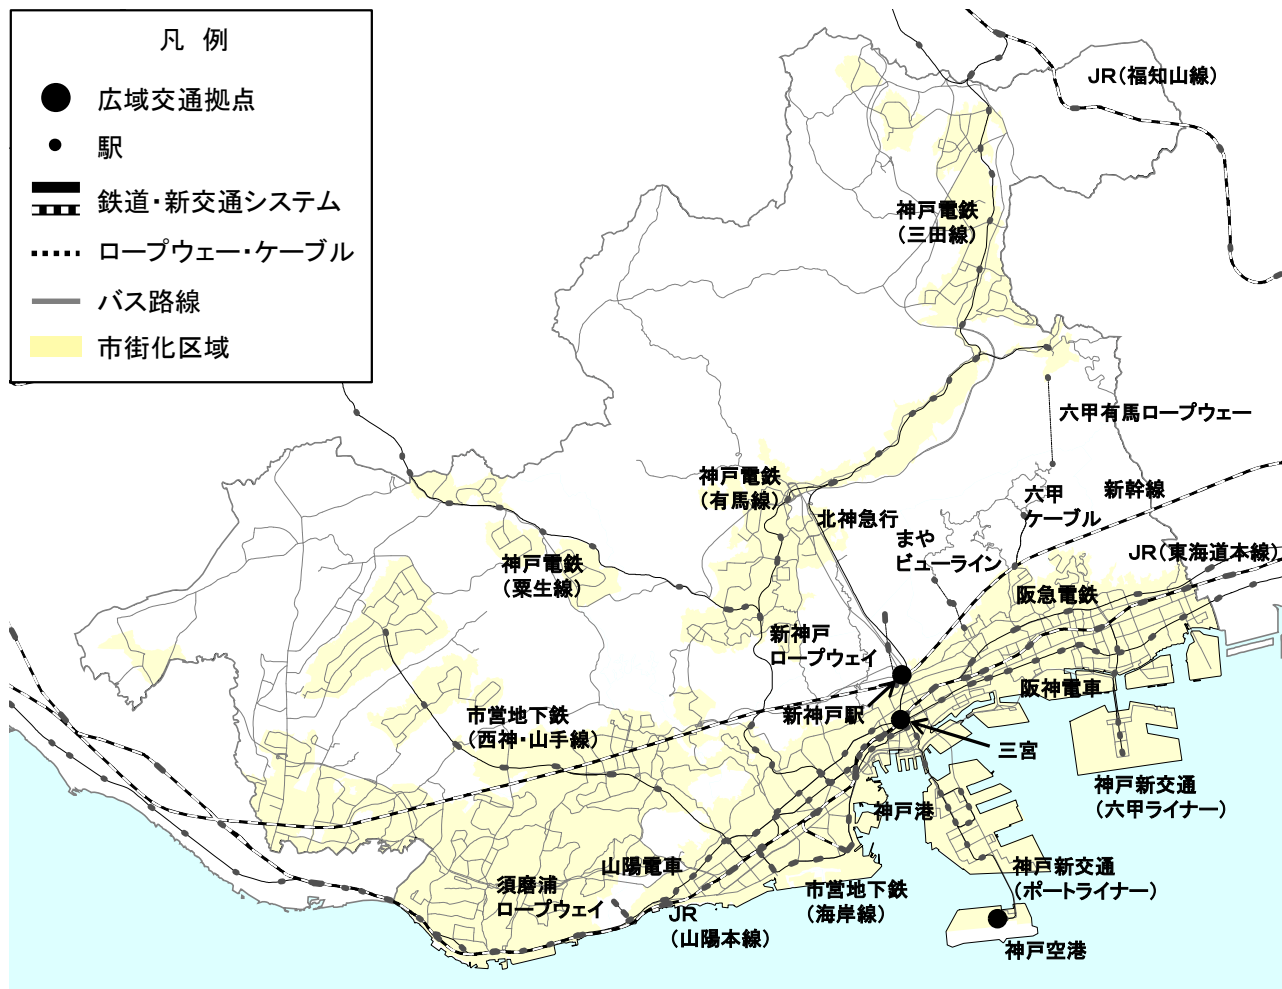 凡 例
広域交通拠点
駅
鉄道・新交通システム
ロープウェー・ケーブル
バス路線
市街化区域
JR(福知山線)
神戸電鉄
(三田線)
六甲有馬ロープウェー
神戸電鉄
(有馬線)
北神急行
六甲
ケーブル
新幹線
まや
ビューライン
JR(東海道本線)
神戸電鉄
(粟生線)
阪急電鉄
新神戸
ロープウェイ
阪神電車
新神戸駅
市営地下鉄
(西神・山手線)
三宮
神戸新交通
(六甲ライナー)
神戸港
山陽電車
須磨浦
ロープウェイ
市営地下鉄
(海岸線)
神戸新交通
(ポートライナー)
JR
(山陽本線)
神戸空港